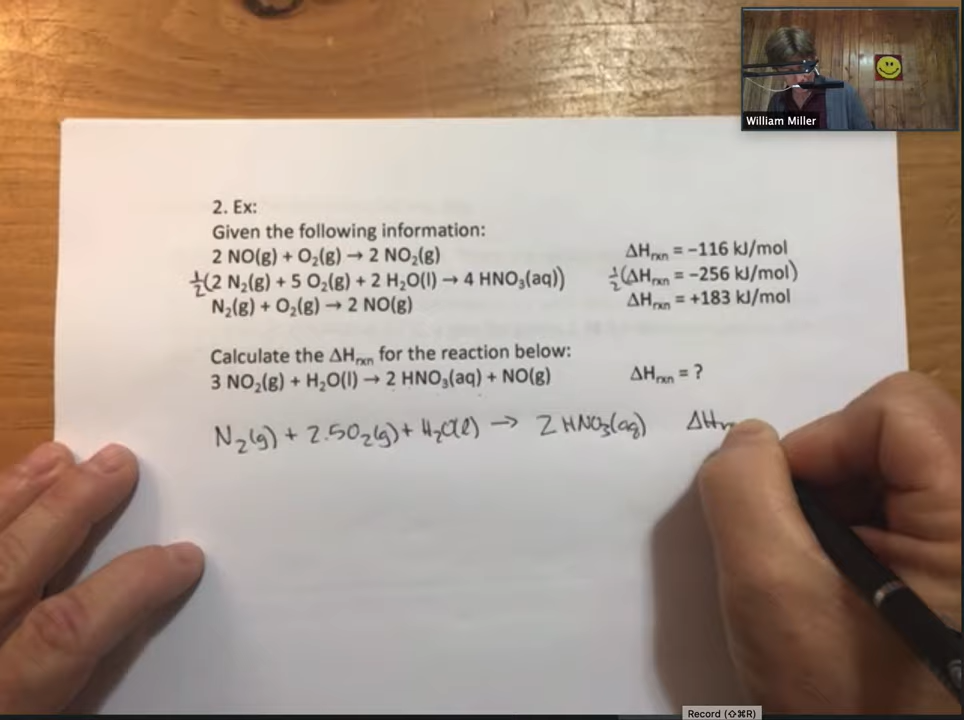 William Miller
2. Ex:
Given the following information:
2 NO(g) + O₂(g) → 2 NO₂(g) ΔHrxn = −116 kJ/mol
½(2 N₂(g) + 5 O₂(g) + 2 H₂O(l) → 4 HNO₃(aq)) ½(ΔHrxn = −256 kJ/mol)
N₂(g) + O₂(g) → 2 NO(g) ΔHrxn = +183 kJ/mol
Calculate the ΔHrxn for the reaction below:
3 NO₂(g) + H₂O(l) → 2 HNO₃(aq) + NO(g) ΔHrxn = ?
N₂(g) + 2.5O₂(g) + H₂O(l) → 2 HNO₃(aq) ΔHr
Record (⇧⌘R)